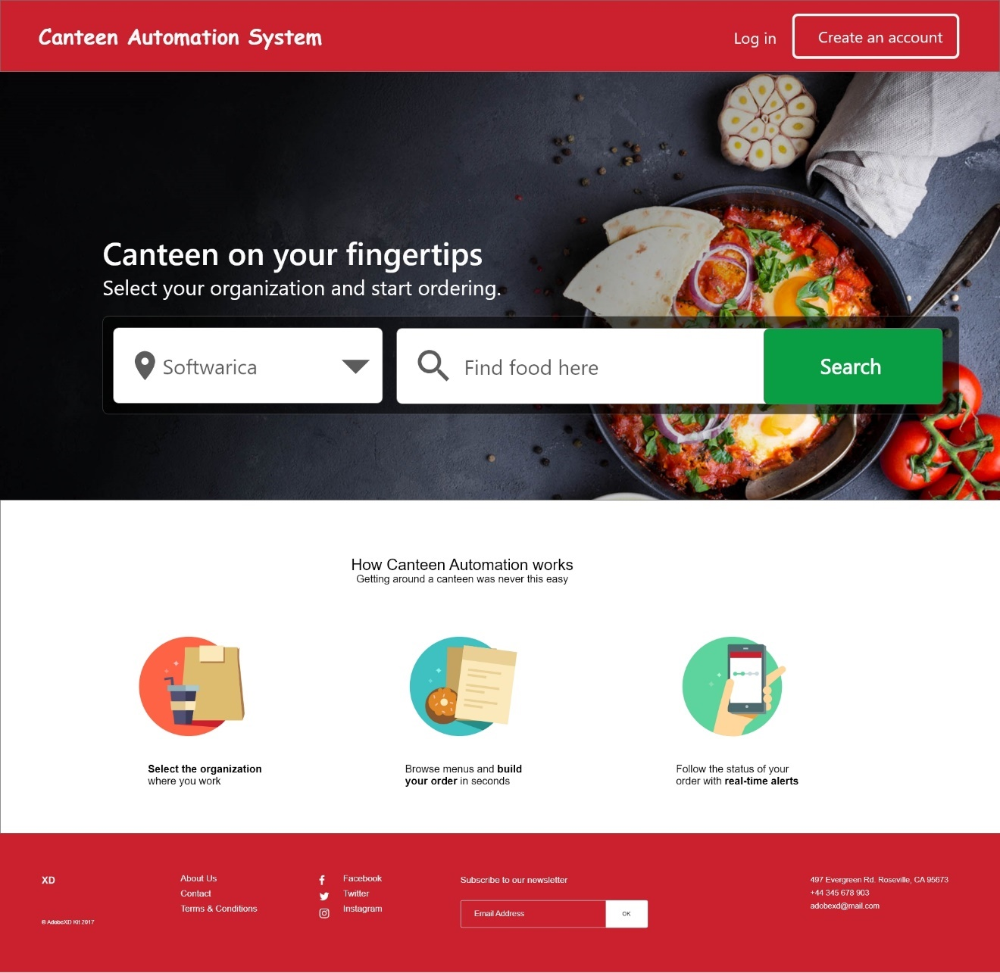 Canteen Automation System
Log in
Create an account
Canteen on your fingertips
Select your organization and start ordering.
Softwarica
Find food here
Search
How Canteen Automation works
Getting around a canteen was never this easy
Select the organization
where you work
Browse menus and build
your order in seconds
Follow the status of your
order with real-time alerts
XD
© AdobeXD Kit 2017
About Us
Contact
Terms & Conditions
Facebook
Twitter
Instagram
Subscribe to our newsletter
Email Address
OK
497 Evergreen Rd. Roseville, CA 95673
+44 345 678 903
adobexd@mail.com